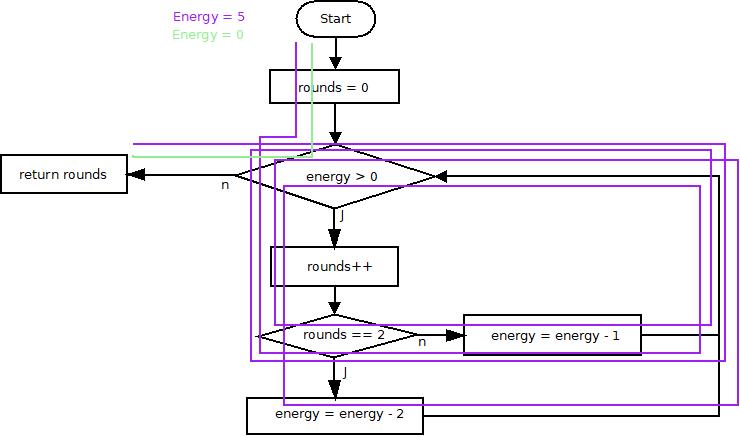 Energy = 5
Start
Energy = 0
rounds = 0
return rounds
energy > 0
n
J
rounds++
rounds == 2
n
energy = energy - 1
J
energy = energy - 2